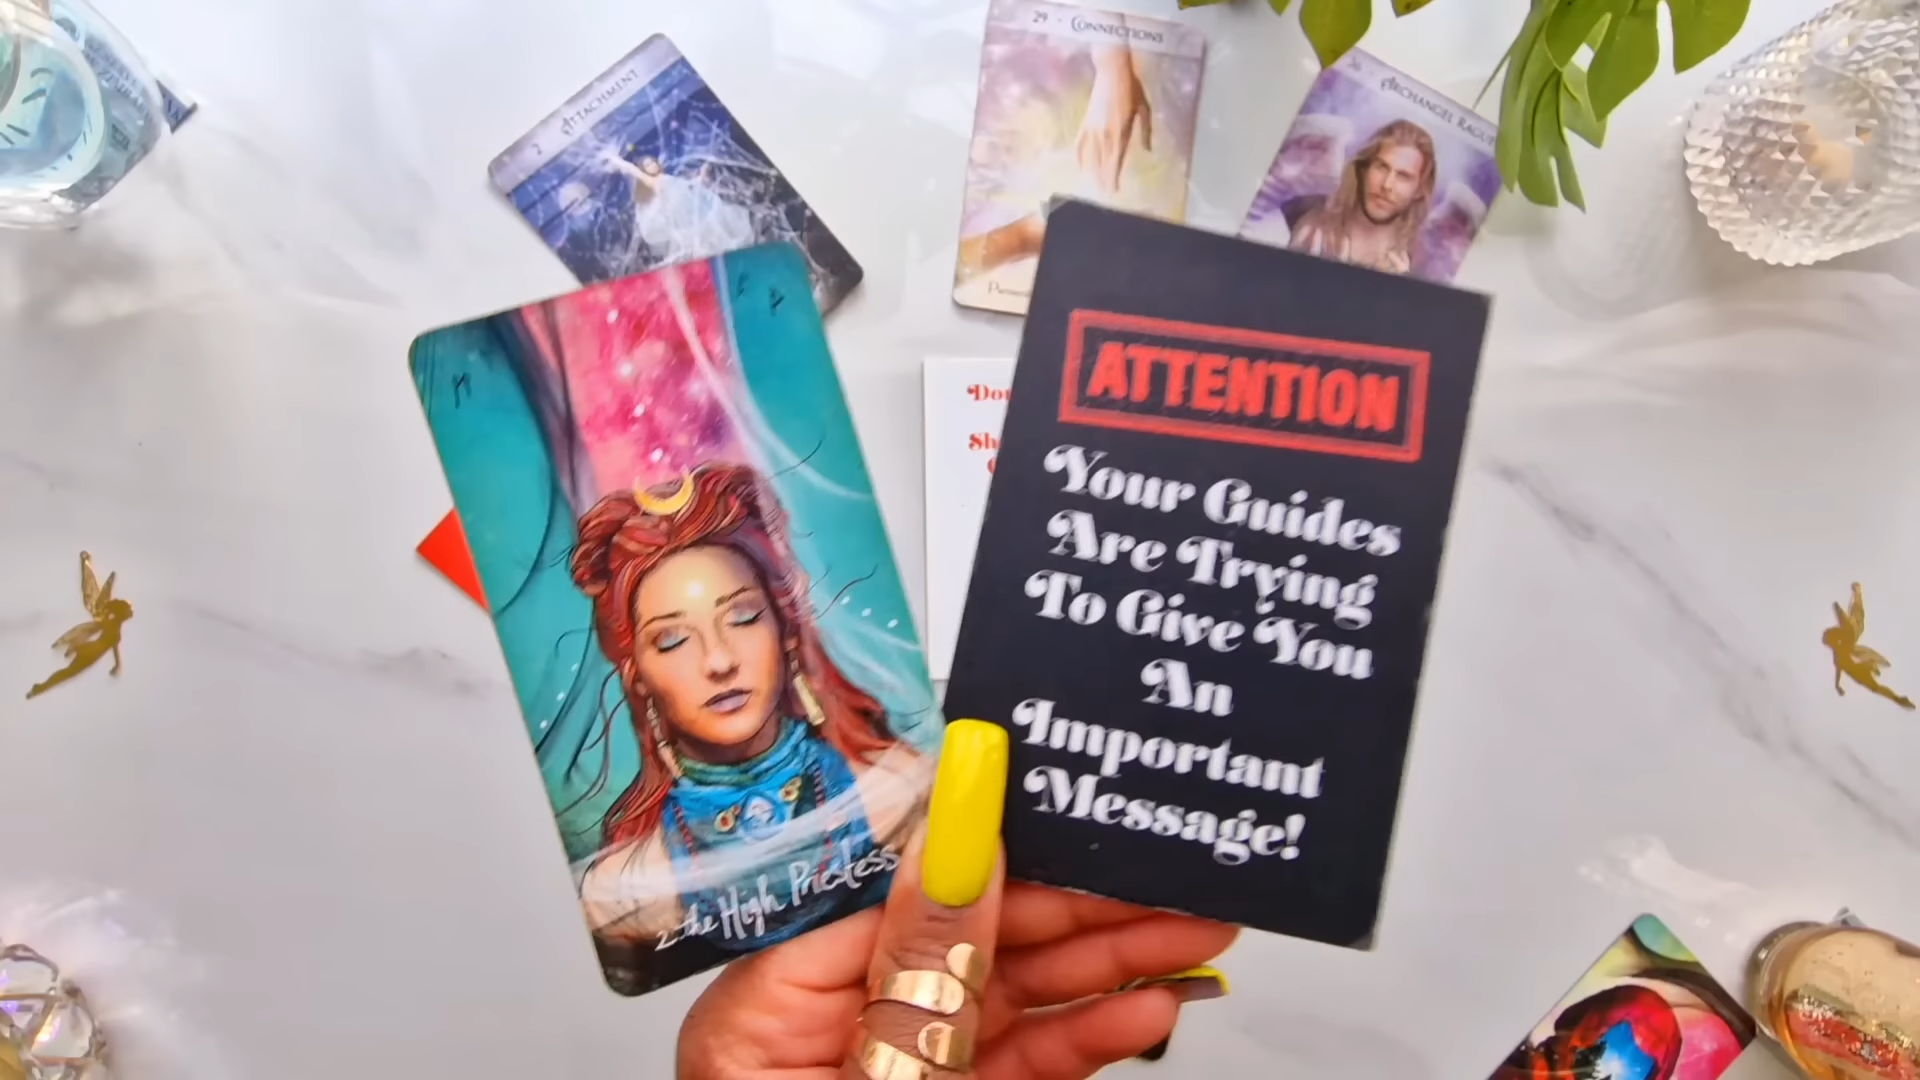 2 · ATTACHMENT
29 · CONNECTIONS
ARCHANGEL
ATTENTION
Your Guides
Are Trying
To Give You
An
Important
Message!
2 the High Priestess